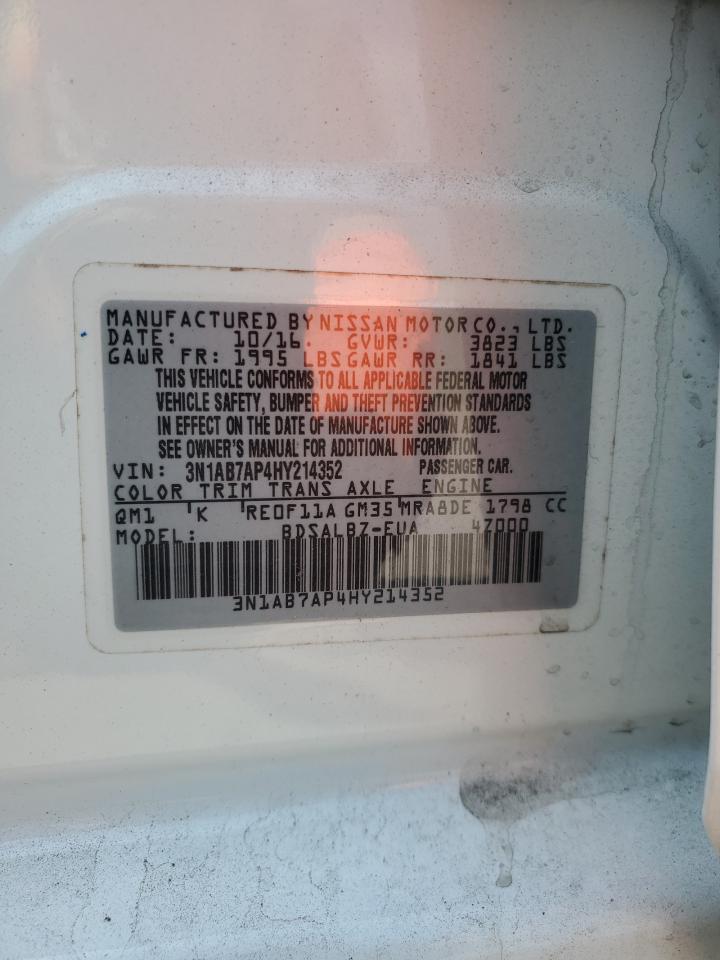 MANUFACTURED BY NISSAN MOTOR CO., LTD.
DATE: 10/16. GVWR: 3823 LBS
GAWR FR: 1995 LBS GAWR RR: 1841 LBS
THIS VEHICLE CONFORMS TO ALL APPLICABLE FEDERAL MOTOR
VEHICLE SAFETY, BUMPER AND THEFT PREVENTION STANDARDS
IN EFFECT ON THE DATE OF MANUFACTURE SHOWN ABOVE.
SEE OWNER'S MANUAL FOR ADDITIONAL INFORMATION.
VIN: 3N1AB7AP4HY214352 PASSENGER CAR.
COLOR TRIM TRANS AXLE ENGINE
QM1 K RE0F11A GM35 MRA8DE 1798 CC
MODEL: BDSALBZ-EUA 4Z000
3N1AB7AP4HY214352